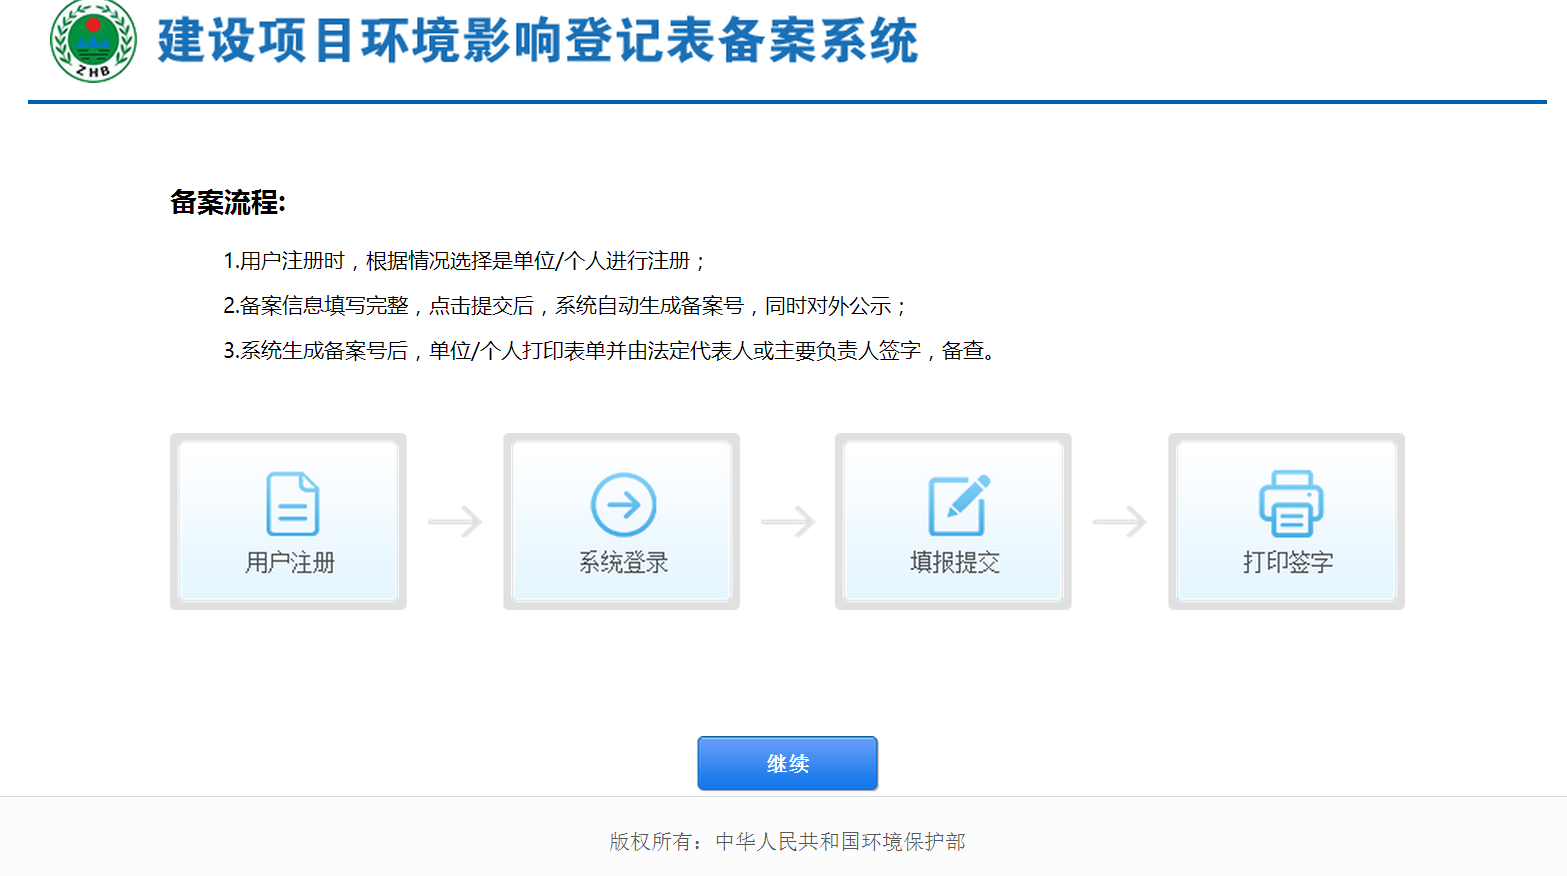 ZHB
建设项目环境影响登记表备案系统
备案流程:
1.用户注册时，根据情况选择是单位/个人进行注册；
2.备案信息填写完整，点击提交后，系统自动生成备案号，同时对外公示；
3.系统生成备案号后，单位/个人打印表单并由法定代表人或主要负责人签字，备查。
用户注册
系统登录
填报提交
打印签字
继续
版权所有：中华人民共和国环境保护部